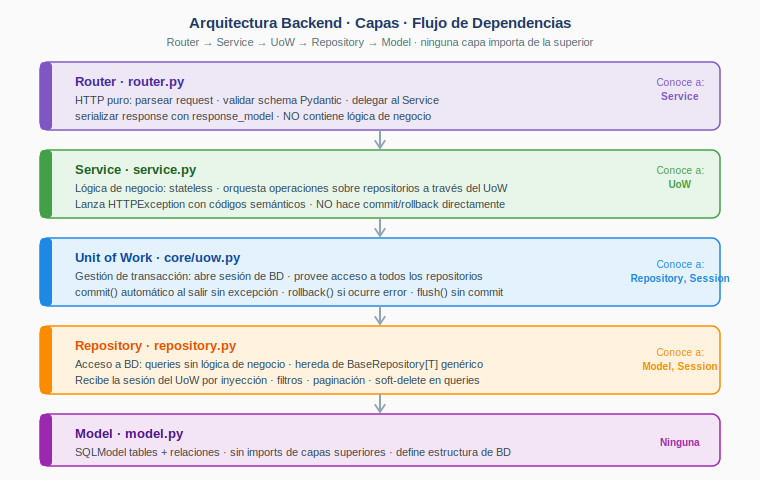 Arquitectura Backend · Capas · Flujo de Dependencias
Router → Service → UoW → Repository → Model · ninguna capa importa de la superior
Router · router.py
HTTP puro: parsear request · validar schema Pydantic · delegar al Service
serializar response con response_model · NO contiene lógica de negocio
Conoce a:
Service
Service · service.py
Lógica de negocio: stateless · orquesta operaciones sobre repositorios a través del UoW
Lanza HTTPException con códigos semánticos · NO hace commit/rollback directamente
Conoce a:
UoW
Unit of Work · core/uow.py
Gestión de transacción: abre sesión de BD · provee acceso a todos los repositorios
commit() automático al salir sin excepción · rollback() si ocurre error · flush() sin commit
Conoce a:
Repository, Session
Repository · repository.py
Acceso a BD: queries sin lógica de negocio · hereda de BaseRepository[T] genérico
Recibe la sesión del UoW por inyección · filtros · paginación · soft-delete en queries
Conoce a:
Model, Session
Model · model.py
SQLModel tables + relaciones · sin imports de capas superiores · define estructura de BD
Ninguna